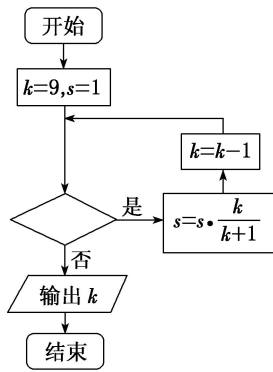 开始
k=9,s=1
k=k-1
是
s=s•k/k+1
否
输出 k
结束